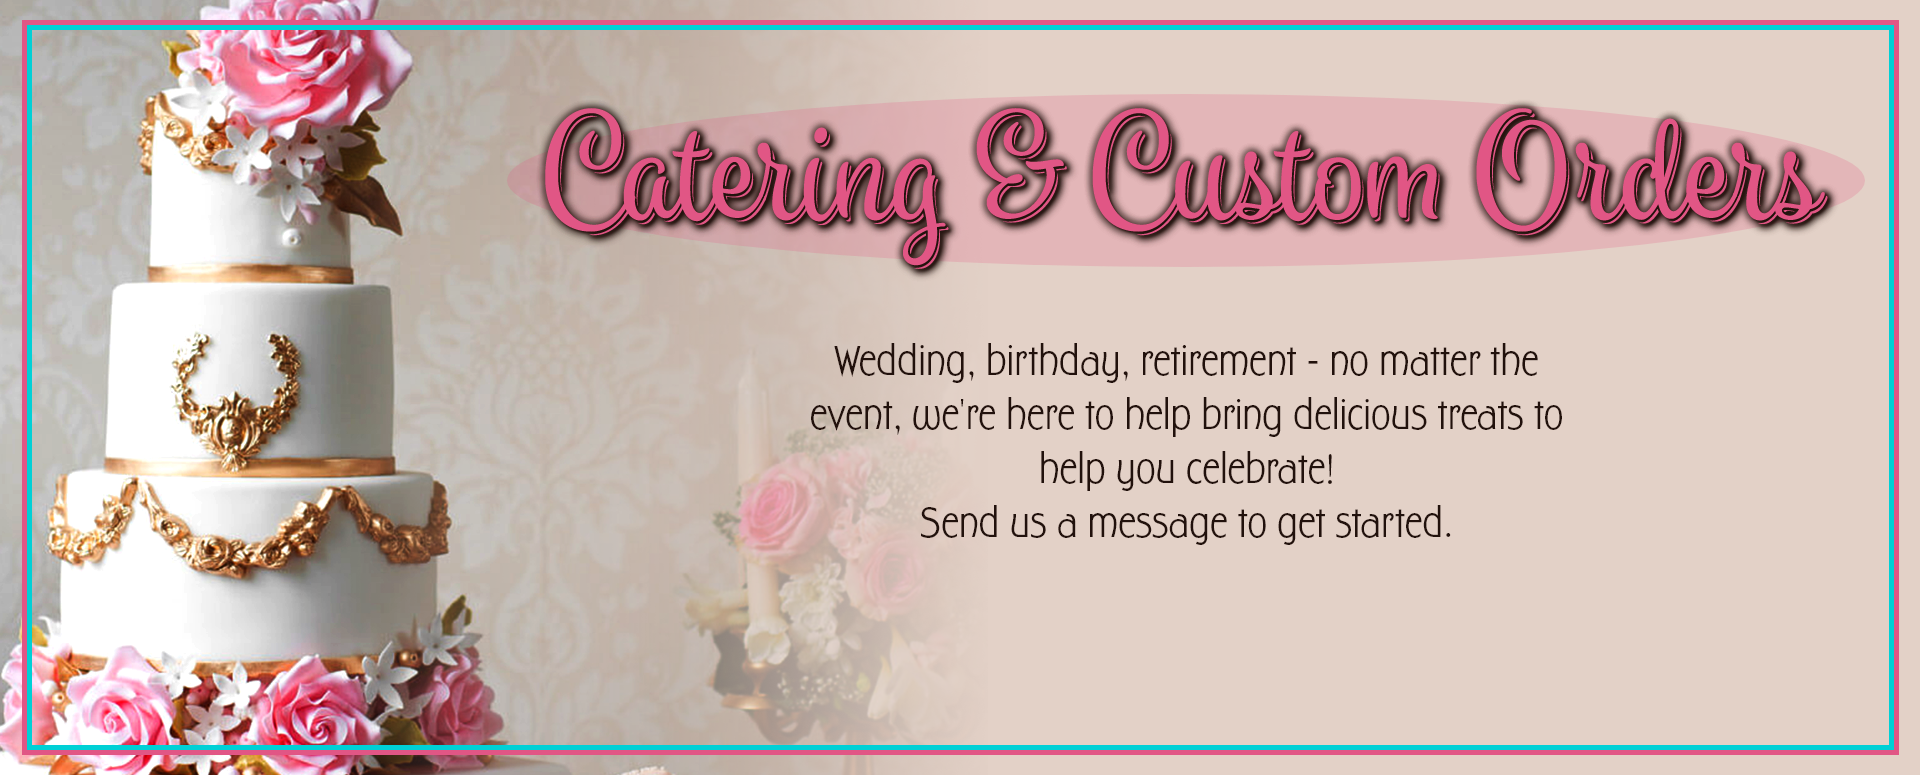 Catering & Custom Orders
Wedding, birthday, retirement - no matter the
event, we're here to help bring delicious treats to
help you celebrate!
Send us a message to get started.